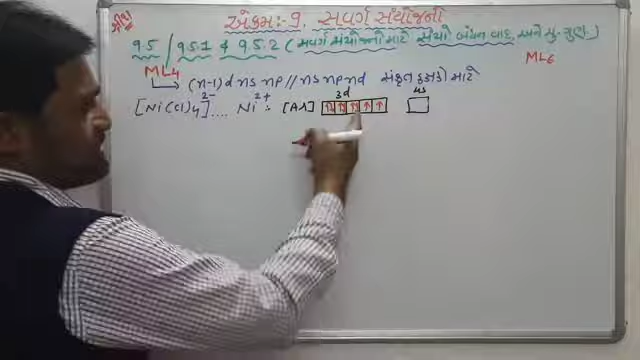 એકમ-9. સવર્ગ સંયોજનો
9.5 / 9.5.1 & 9.5.2 (સવર્ગ સંયોજનો માટે સંયો બંધન વાદ અને ચું. ગુણ.)
ML4 ML6
(n-1)d ns np // ns np nd સંકૃત કક્ષકો માટે
[Ni(Cl)4]2-.... Ni2+ : [Ar] 3d 4s